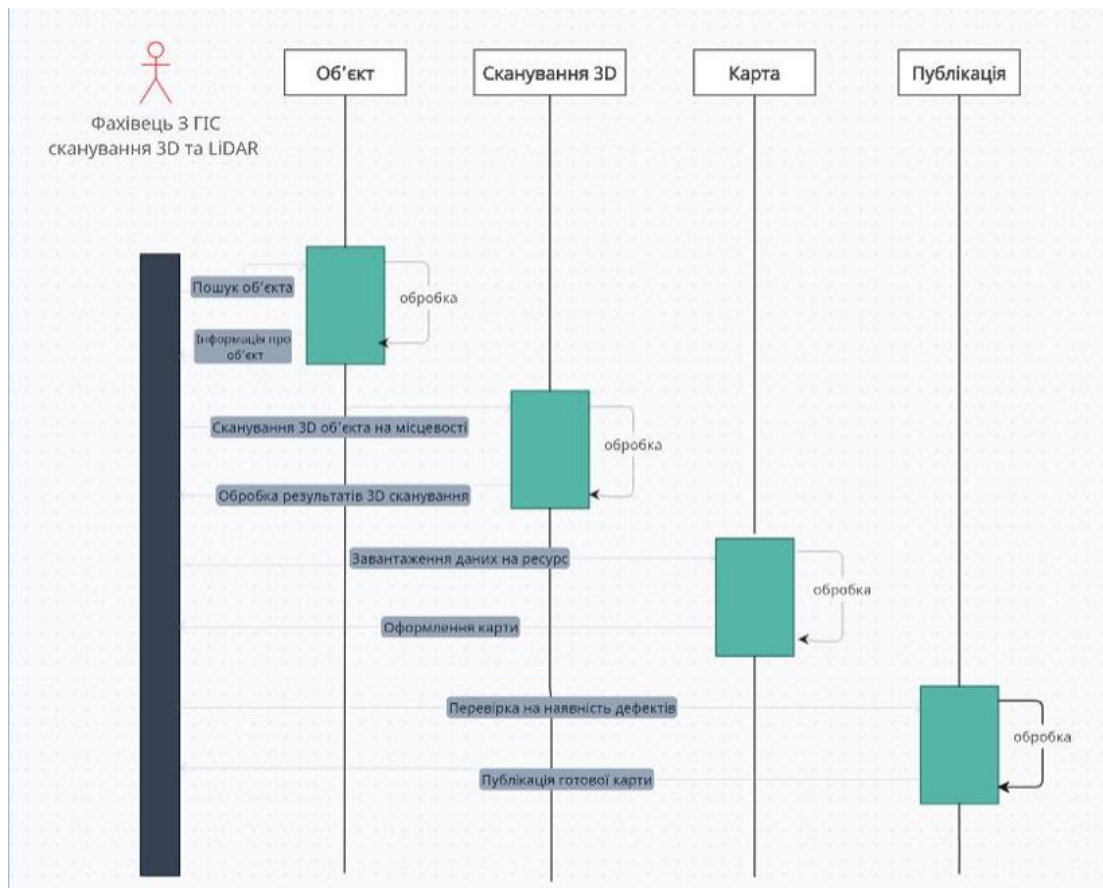 Об’єкт
Сканування 3D
Карта
Публікація
Фахівець З ГІС
сканування 3D та LiDAR
Пошук об’єкта
обробка
Інформація про
об’єкт
Сканування 3D об’єкта на місцевості
обробка
Обробка результатів 3D сканування
Завантаження даних на ресурс
обробка
Оформлення карти
Перевірка на наявність дефектів
обробка
Публікація готової карти